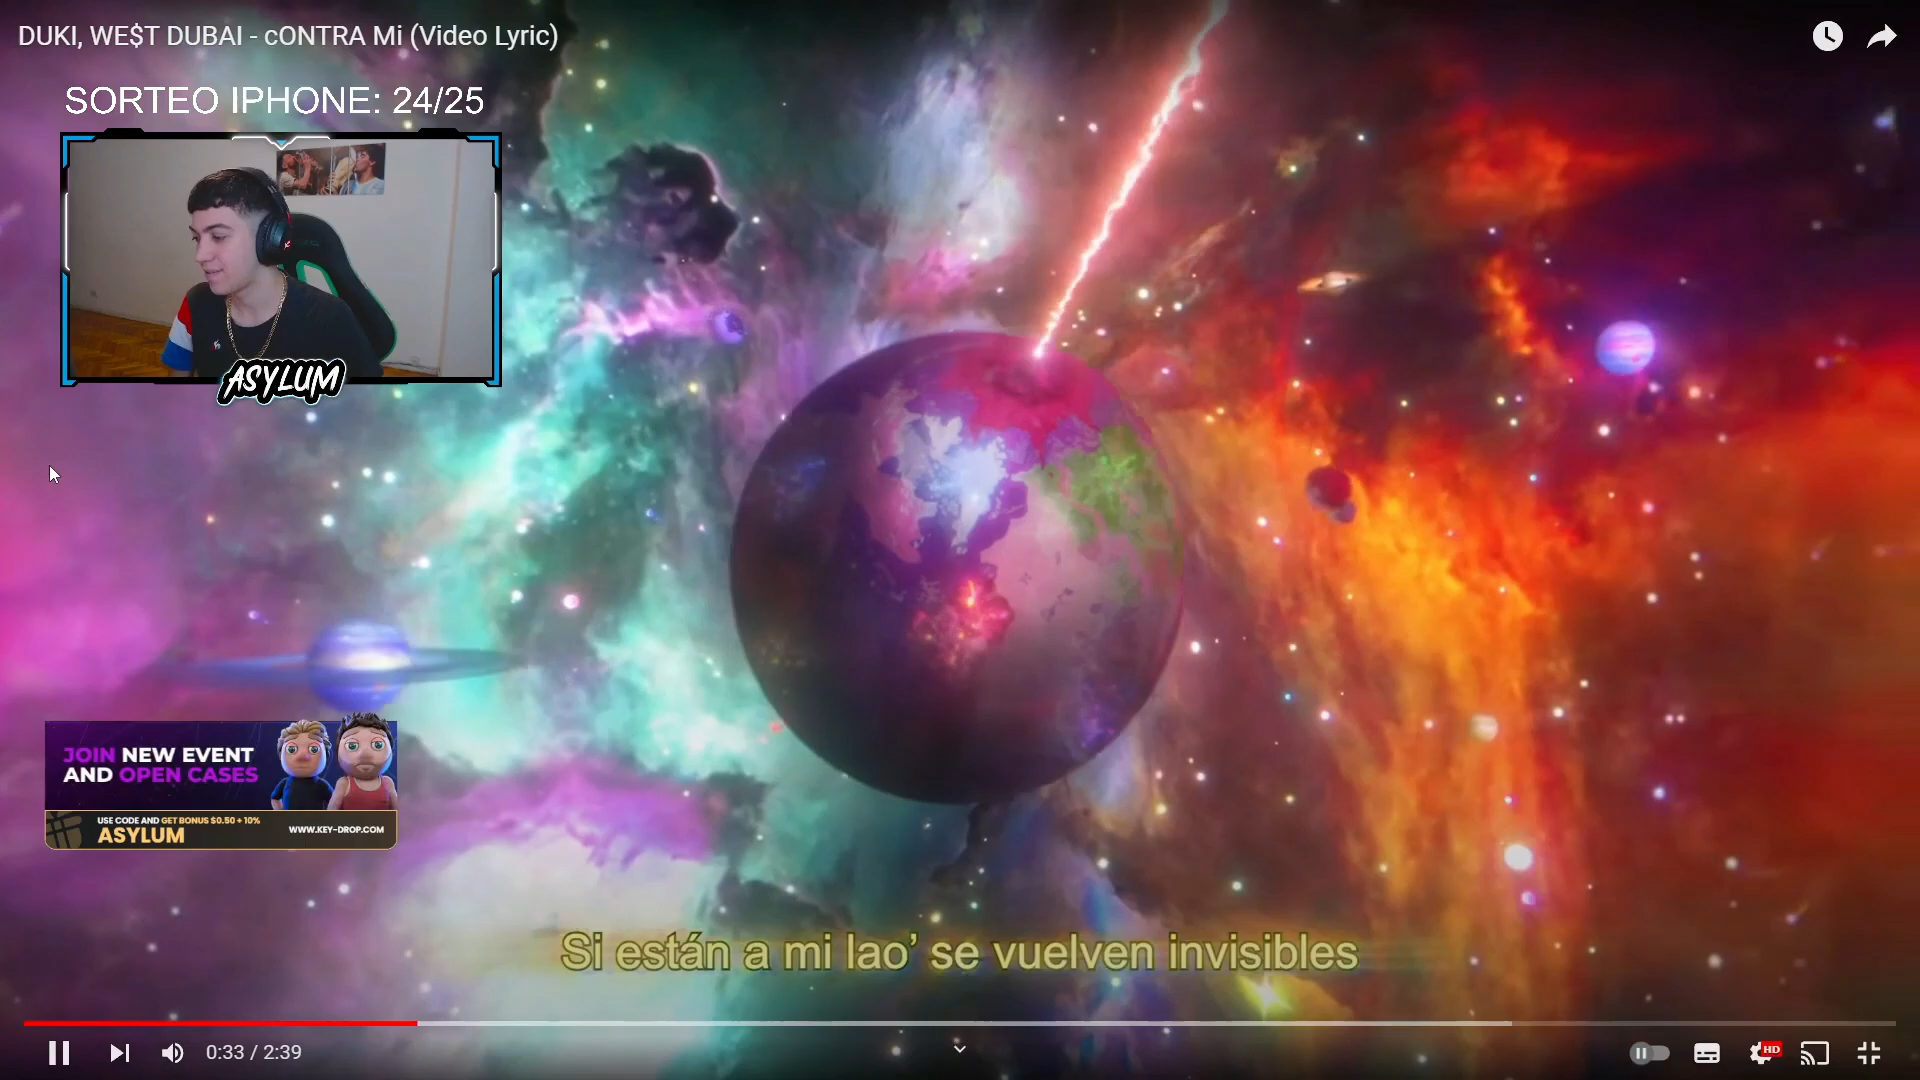 DUKI, WE$T DUBAI - cONTRA Mi (Video Lyric)
SORTEO IPHONE: 24/25
ASYLUM
JOIN NEW EVENT
AND OPEN CASES
USE CODE AND GET BONUS $0.50 + 10%
ASYLUM
WWW.KEY-DROP.COM
Si están a mi lao’ se vuelven invisibles
0:33 / 2:39
HD